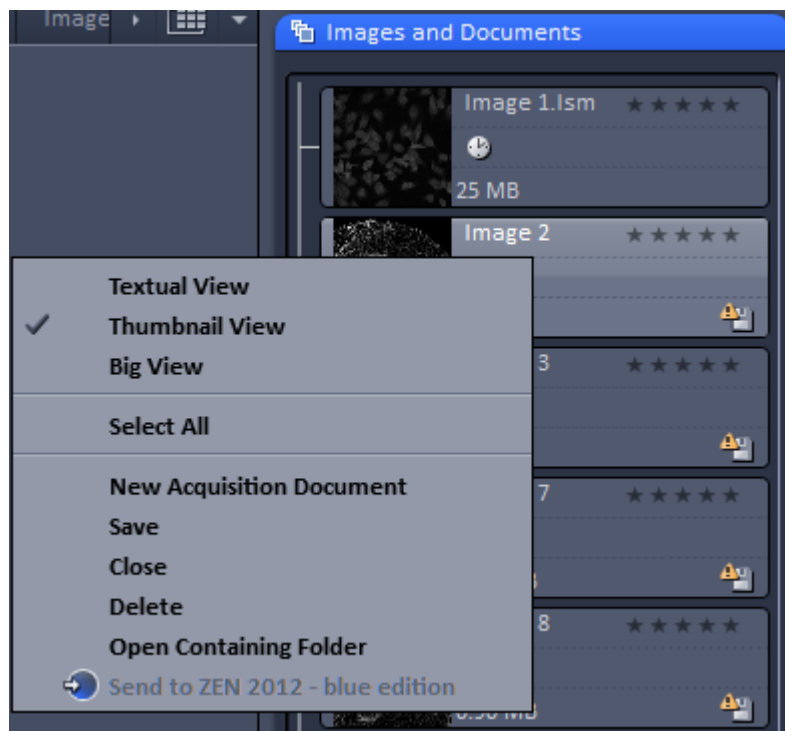 Image
Images and Documents
Image 1.lsm
25 MB
Image 2
3
7
8
MB
Textual View
Thumbnail View
Big View
Select All
New Acquisition Document
Save
Close
Delete
Open Containing Folder
Send to ZEN 2012 - blue edition